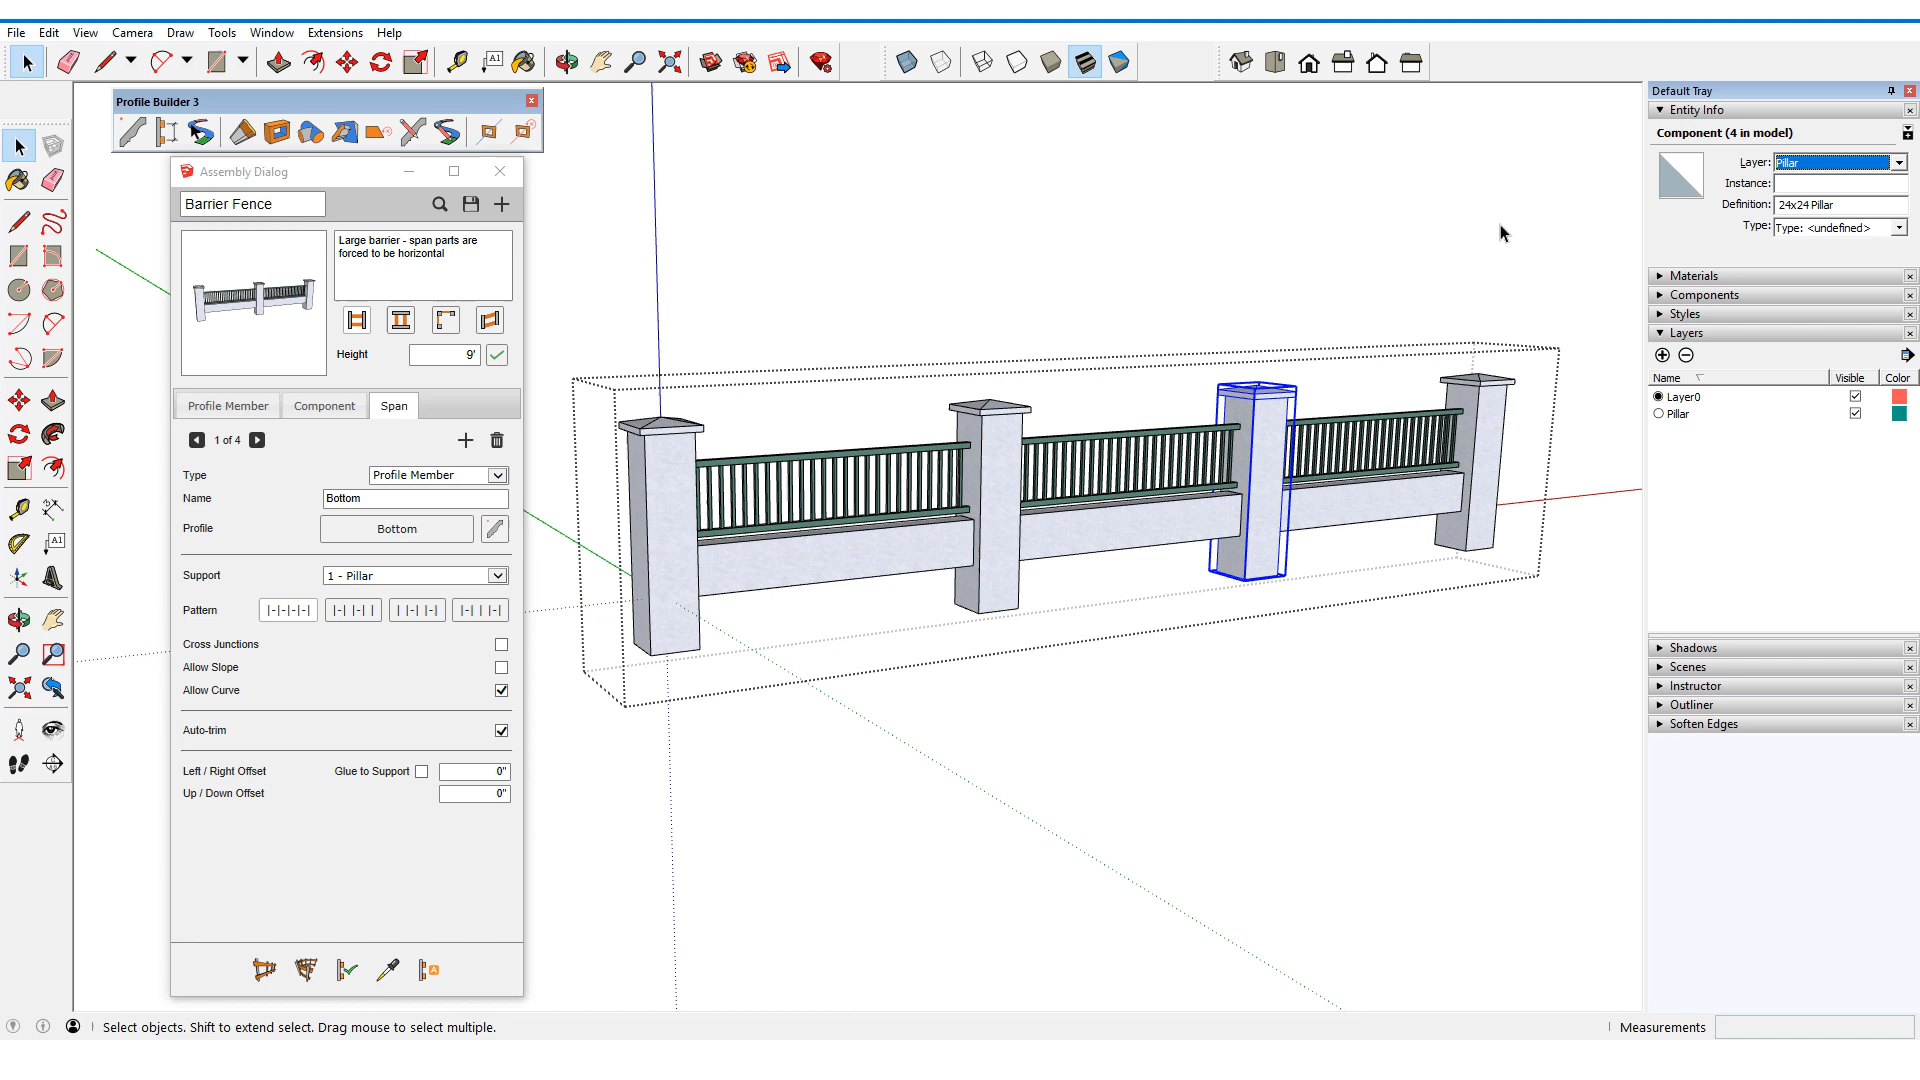 File Edit View Camera Draw Tools Window Extensions Help
A1
Profile Builder 3
Assembly Dialog
Barrier Fence
Large barrier - span parts are
forced to be horizontal
Height 9'
Profile Member Component Span
1 of 4
Type Profile Member
Name Bottom
Profile Bottom
Support 1 - Pillar
Pattern |-|-|-|-| |-| |-| | | |-| |-| |-| | |-|
Cross Junctions
Allow Slope
Allow Curve
Auto-trim
Left / Right Offset Glue to Support 0"
Up / Down Offset 0"
A
A1
Default Tray
Entity Info
Component (4 in model)
Layer: Pillar
Instance:
Definition: 24x24 Pillar
Type: Type: <undefined>
Materials
Components
Styles
Layers
Name Visible Color
Layer0
Pillar
Shadows
Scenes
Instructor
Outliner
Soften Edges
Select objects. Shift to extend select. Drag mouse to select multiple.
Measurements